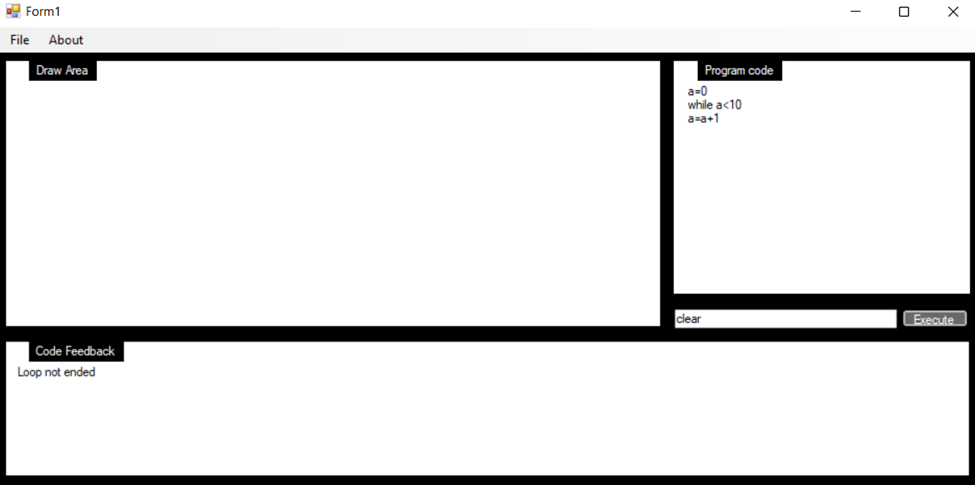 Form1
File About
Draw Area
Program code
a=0
while a<10
a=a+1
clear
Execute
Code Feedback
Loop not ended